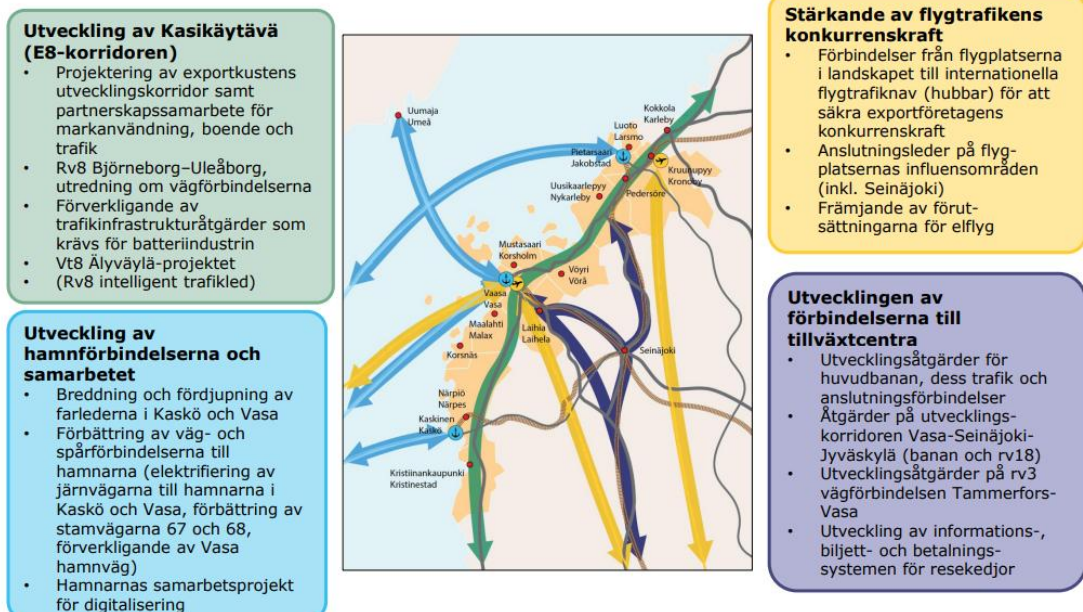 Utveckling av Kasikäytävä
(E8-korridoren)
• Projektering av exportkustens
utvecklingskorridor samt
partnerskapssamarbete för
markanvändning, boende och
trafik
• Rv8 Björneborg–Uleåborg,
utredning om vägförbindelserna
• Förverkligande av
trafikinfrastrukturåtgärder som
krävs för batteriindustrin
• Vt8 Älyväylä-projektet
• (Rv8 intelligent trafikled)
Utveckling av
hamnförbindelserna och
samarbetet
• Breddning och fördjupning av
farlederna i Kaskö och Vasa
• Förbättring av väg- och
spårförbindelserna till
hamnarna (elektrifiering av
järnvägarna till hamnarna i
Kaskö och Vasa, förbättring av
stamvägarna 67 och 68,
förverkligande av Vasa
hamnväg)
• Hamnarnas samarbetsprojekt
för digitalisering
Uumaja
Umeå
Kokkola
Karleby
Luoto
Larsmo
Pietarsaari
Jakobstad
Kruunupyy
Kronoby
Uusikaarlepyy
Nykarleby
Pedersöre
Mustasaari
Korsholm
Vöyri
Vörå
Vaasa
Vasa
Maalahti
Malax
Laihia
Laihela
Korsnäs
Seinäjoki
Närpiö
Närpes
Kaskinen
Kaskö
Kristiinankaupunki
Kristinestad
Stärkande av flygtrafikens
konkurrenskraft
• Förbindelser från flygplatserna
i landskapet till internationella
flygtrafiknav (hubbar) för att
säkra exportföretagens
konkurrenskraft
• Anslutningsleder på flyg-
platsernas influensområden
(inkl. Seinäjoki)
• Främjande av förut-
sättningarna för elflyg
Utvecklingen av
förbindelserna till
tillväxtcentra
• Utvecklingsåtgärder för
huvudbanan, dess trafik och
anslutningsförbindelser
• Åtgärder på utvecklings-
korridoren Vasa-Seinäjoki-
Jyväskylä (banan och rv18)
• Utvecklingsåtgärder på rv3
vägförbindelsen Tammerfors-
Vasa
• Utveckling av informations-,
biljett- och betalnings-
systemen för resekedjor